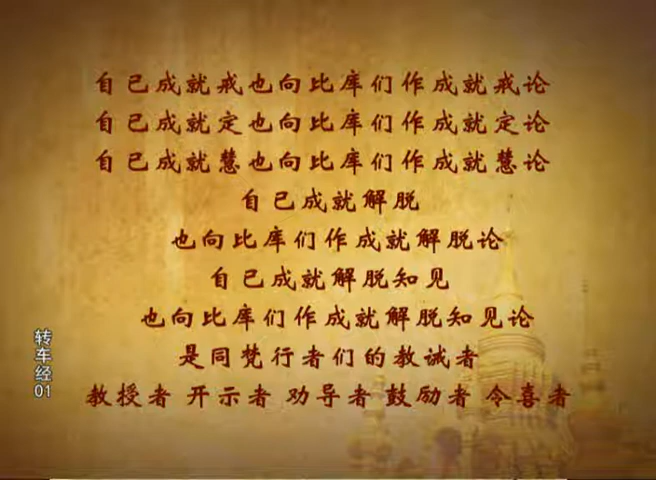 自己成就戒也向比库们作成就戒论
自己成就定也向比库们作成就定论
自己成就慧也向比库们作成就慧论
自己成就解脱
也向比库们作成就解脱论
自己成就解脱知见
也向比库们作成就解脱知见论
是同梵行者们的教诫者
教授者 开示者 劝导者 鼓励者 令喜者
转车经01